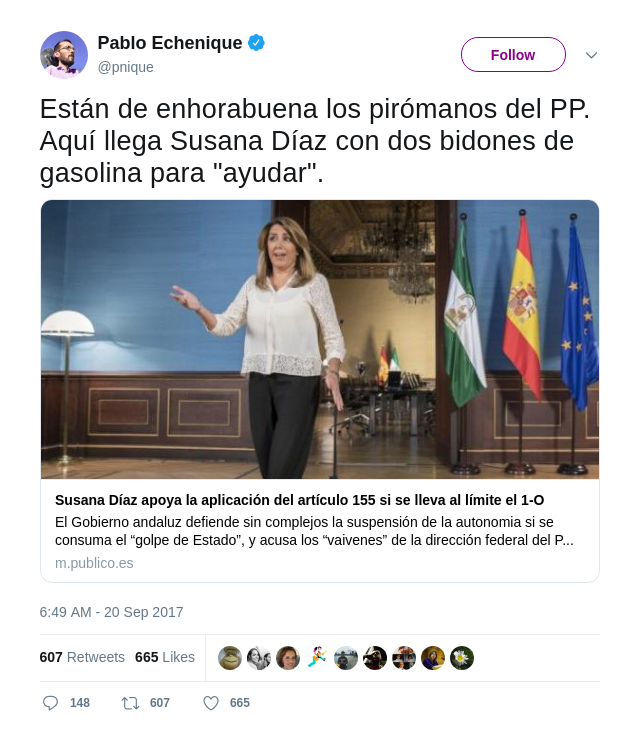 Pablo Echenique
@pnique
Follow
Están de enhorabuena los pirómanos del PP.
Aquí llega Susana Díaz con dos bidones de
gasolina para "ayudar".
Susana Díaz apoya la aplicación del artículo 155 si se lleva al límite el 1-O
El Gobierno andaluz defiende sin complejos la suspensión de la autonomia si se
consuma el “golpe de Estado”, y acusa los “vaivenes” de la dirección federal del P...
m.publico.es
6:49 AM - 20 Sep 2017
607 Retweets 665 Likes
148 607 665